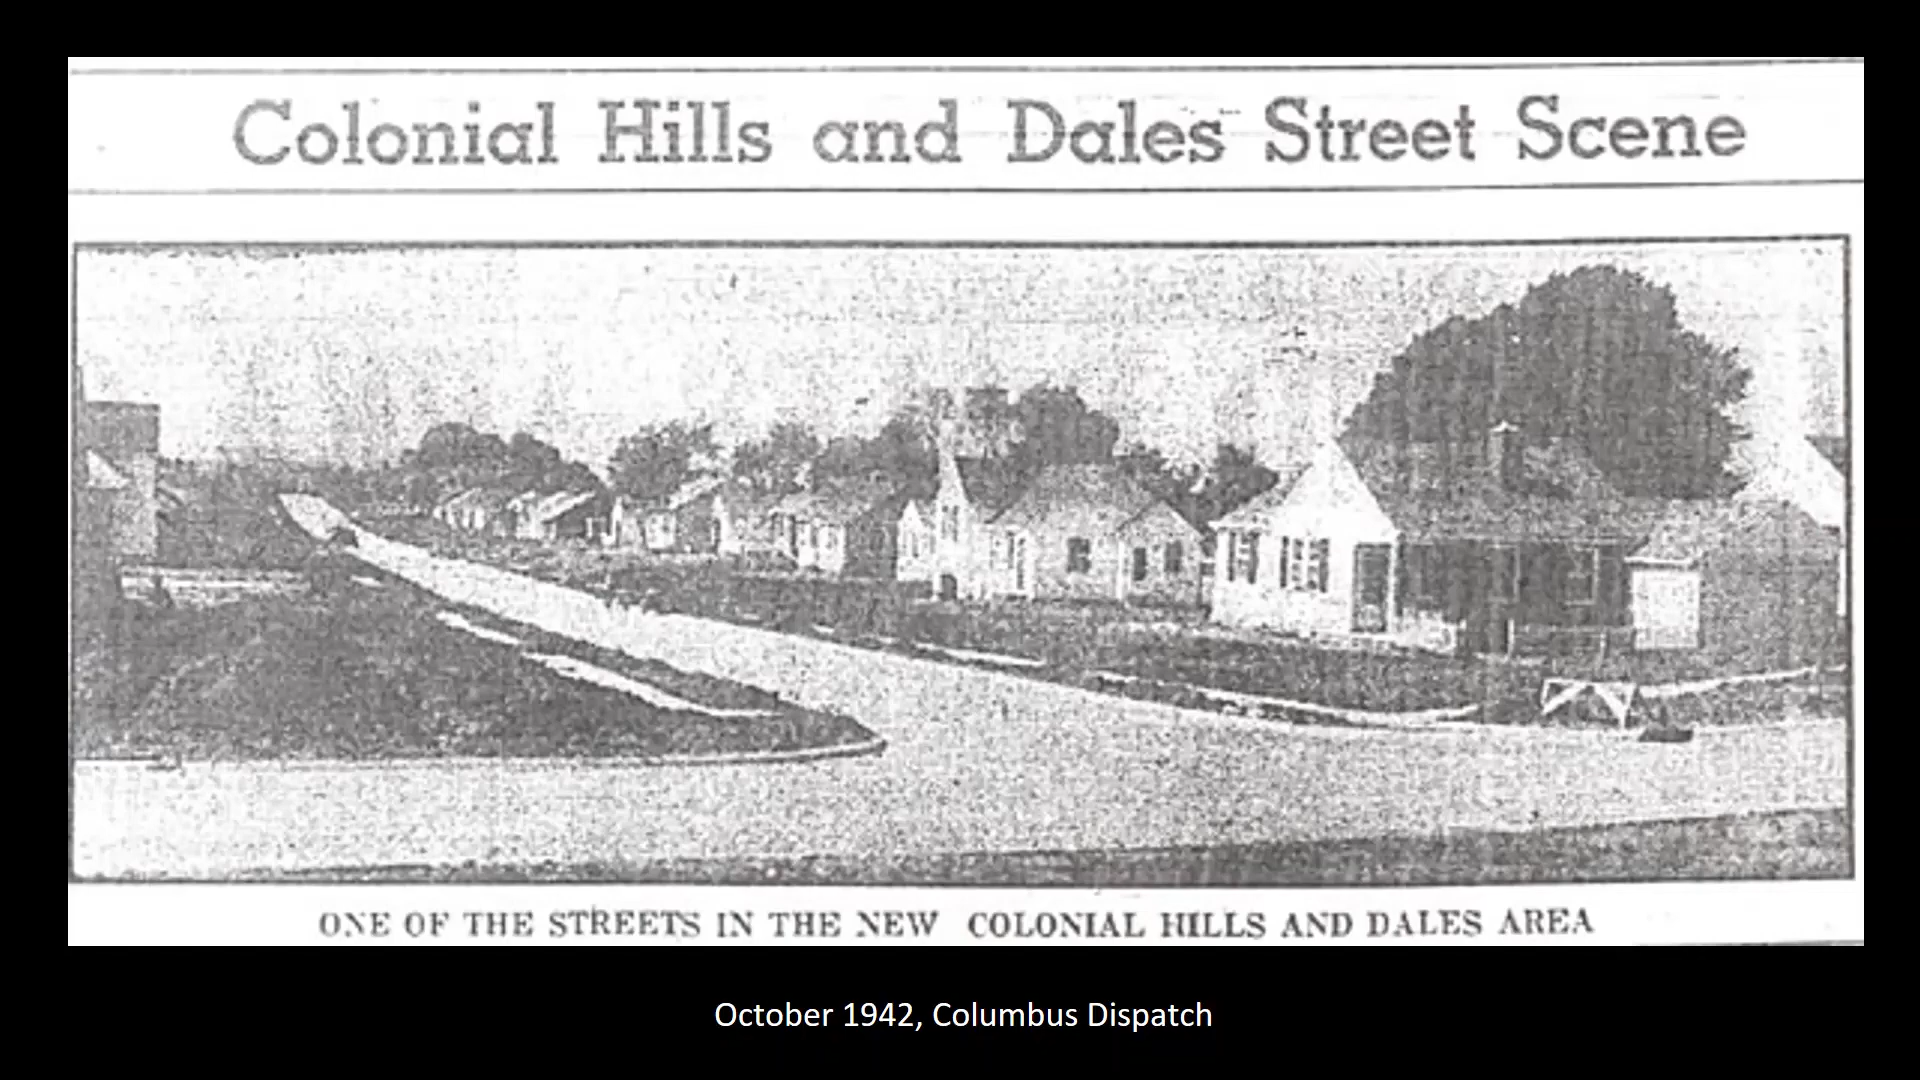 Colonial Hills and Dales Street Scene
ONE OF THE STREETS IN THE NEW COLONIAL HILLS AND DALES AREA
October 1942, Columbus Dispatch